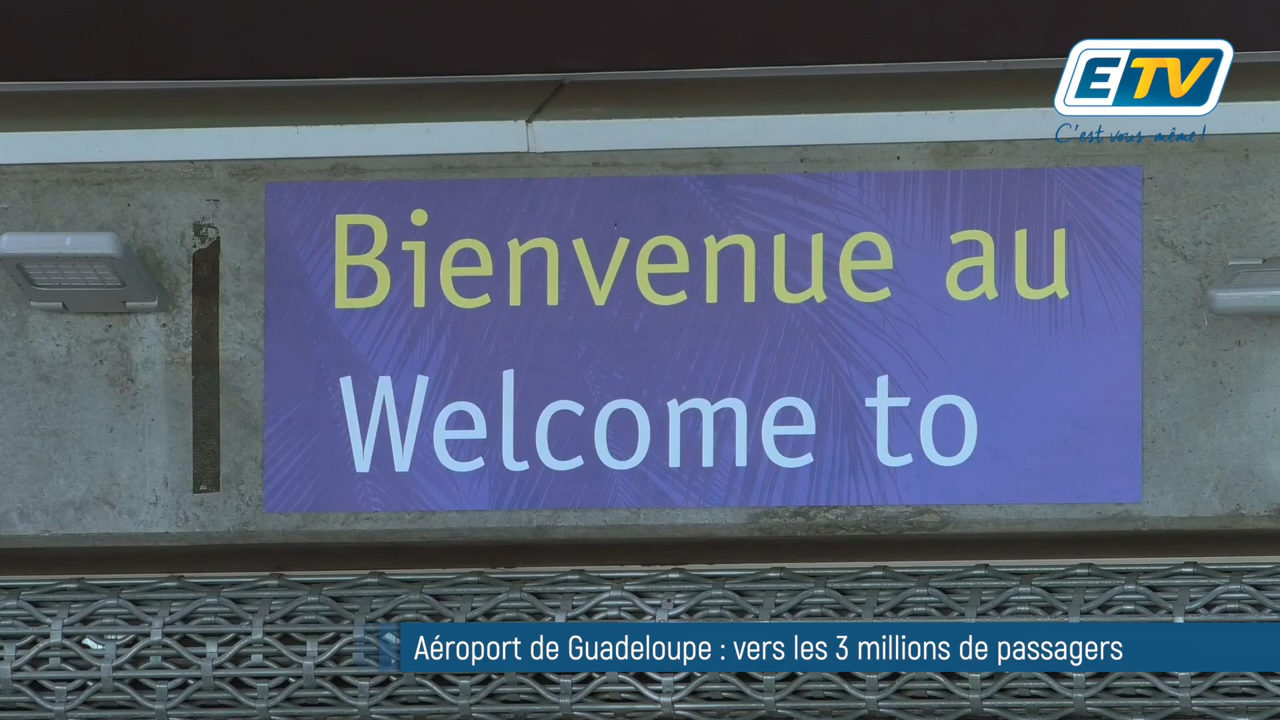 ETV
C'est vous même!
Bienvenue au
Welcome to
Aéroport de Guadeloupe : vers les 3 millions de passagers